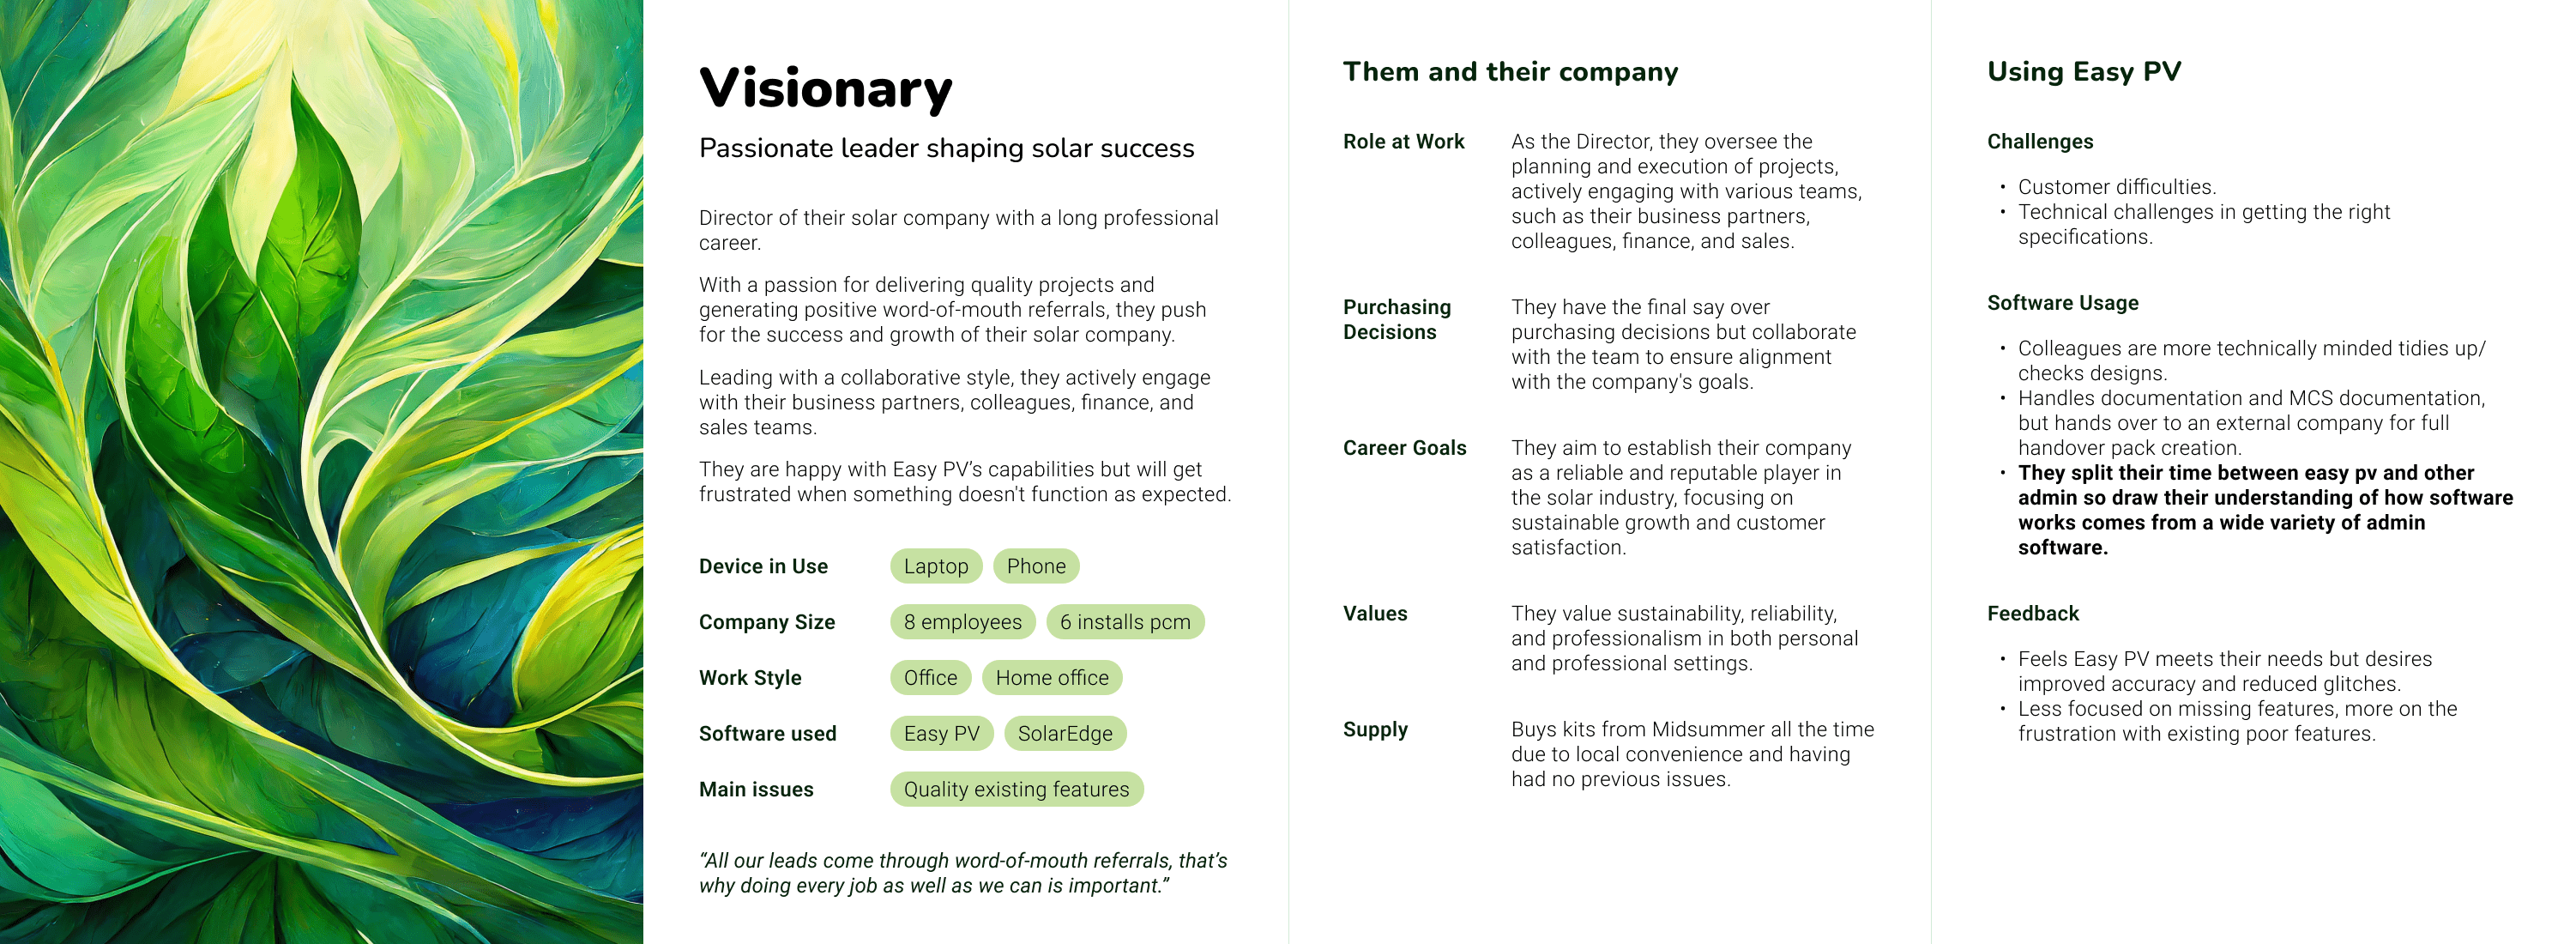 Visionary
Passionate leader shaping solar success
Director of their solar company with a long professional
career.
With a passion for delivering quality projects and
generating positive word-of-mouth referrals, they push
for the success and growth of their solar company.
Leading with a collaborative style, they actively engage
with their business partners, colleagues, finance, and
sales teams.
They are happy with Easy PV’s capabilities but will get
frustrated when something doesn't function as expected.
Device in Use Laptop Phone
Company Size 8 employees 6 installs pcm
Work Style Office Home office
Software used Easy PV SolarEdge
Main issues Quality existing features
“All our leads come through word-of-mouth referrals, that’s
why doing every job as well as we can is important.”
Them and their company
Role at Work
As the Director, they oversee the
planning and execution of projects,
actively engaging with various teams,
such as their business partners,
colleagues, finance, and sales.
Purchasing
Decisions
They have the final say over
purchasing decisions but collaborate
with the team to ensure alignment
with the company's goals.
Career Goals
They aim to establish their company
as a reliable and reputable player in
the solar industry, focusing on
sustainable growth and customer
satisfaction.
Values
They value sustainability, reliability,
and professionalism in both personal
and professional settings.
Supply
Buys kits from Midsummer all the time
due to local convenience and having
had no previous issues.
Using Easy PV
Challenges
• Customer difficulties.
• Technical challenges in getting the right
specifications.
Software Usage
• Colleagues are more technically minded tidies up/
checks designs.
• Handles documentation and MCS documentation,
but hands over to an external company for full
handover pack creation.
• They split their time between easy pv and other
admin so draw their understanding of how software
works comes from a wide variety of admin
software.
Feedback
• Feels Easy PV meets their needs but desires
improved accuracy and reduced glitches.
• Less focused on missing features, more on the
frustration with existing poor features.